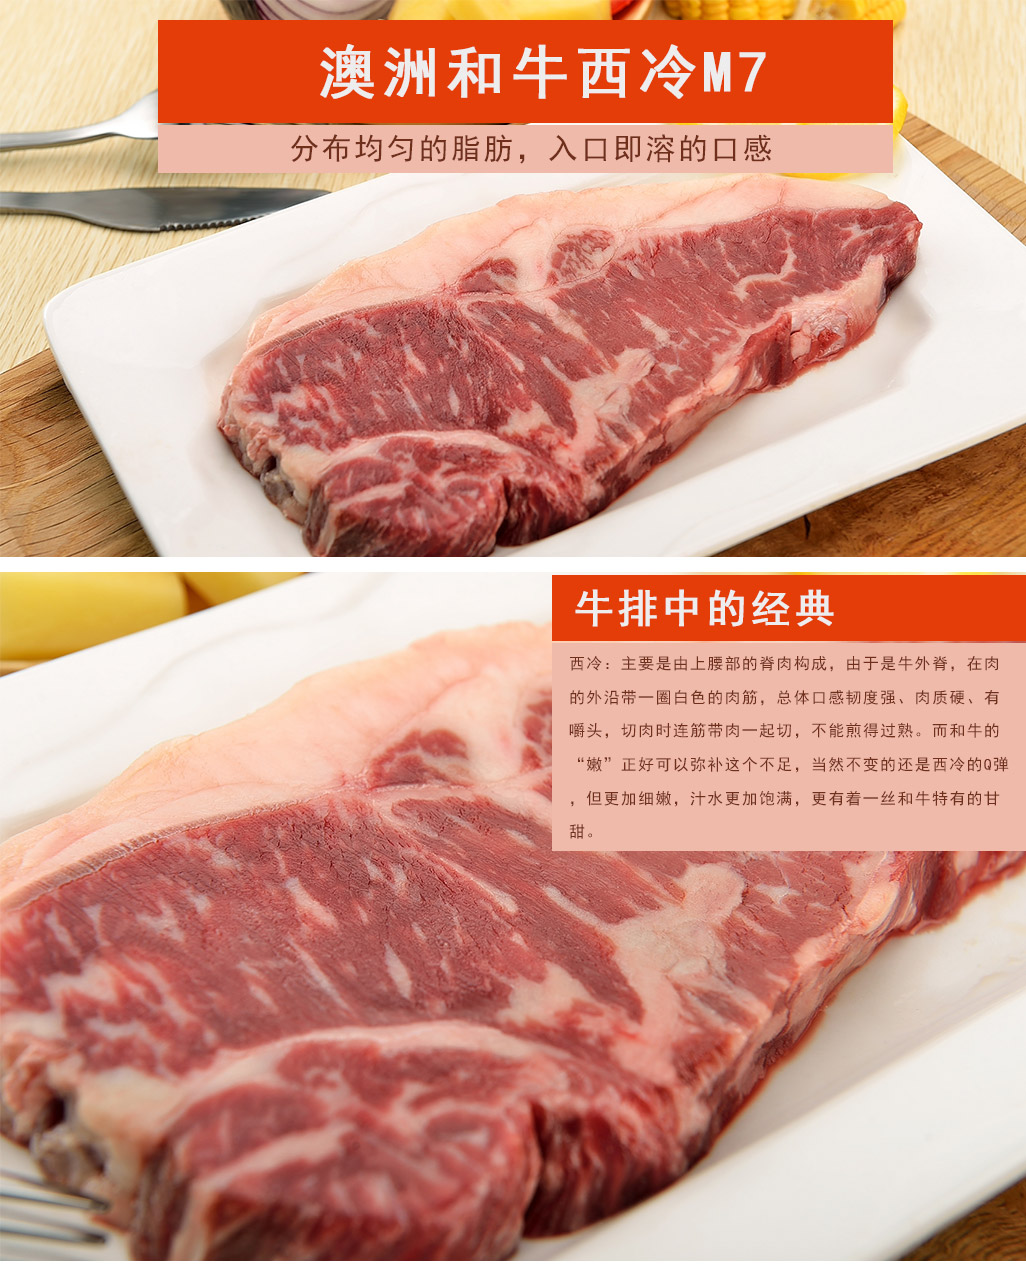 澳洲和牛西冷M7
分布均匀的脂肪，入口即溶的口感
牛排中的经典
西冷：主要是由上腰部的脊肉构成，由于是牛外脊，在肉
的外沿带一圈白色的肉筋，总体口感韧度强、肉质硬、有
嚼头，切肉时连筋带肉一起切，不能煎得过熟。而和牛的
“嫩”正好可以弥补这个不足，当然不变的还是西冷的Q弹
，但更加细嫩，汁水更加饱满，更有着一丝和牛特有的甘
甜。